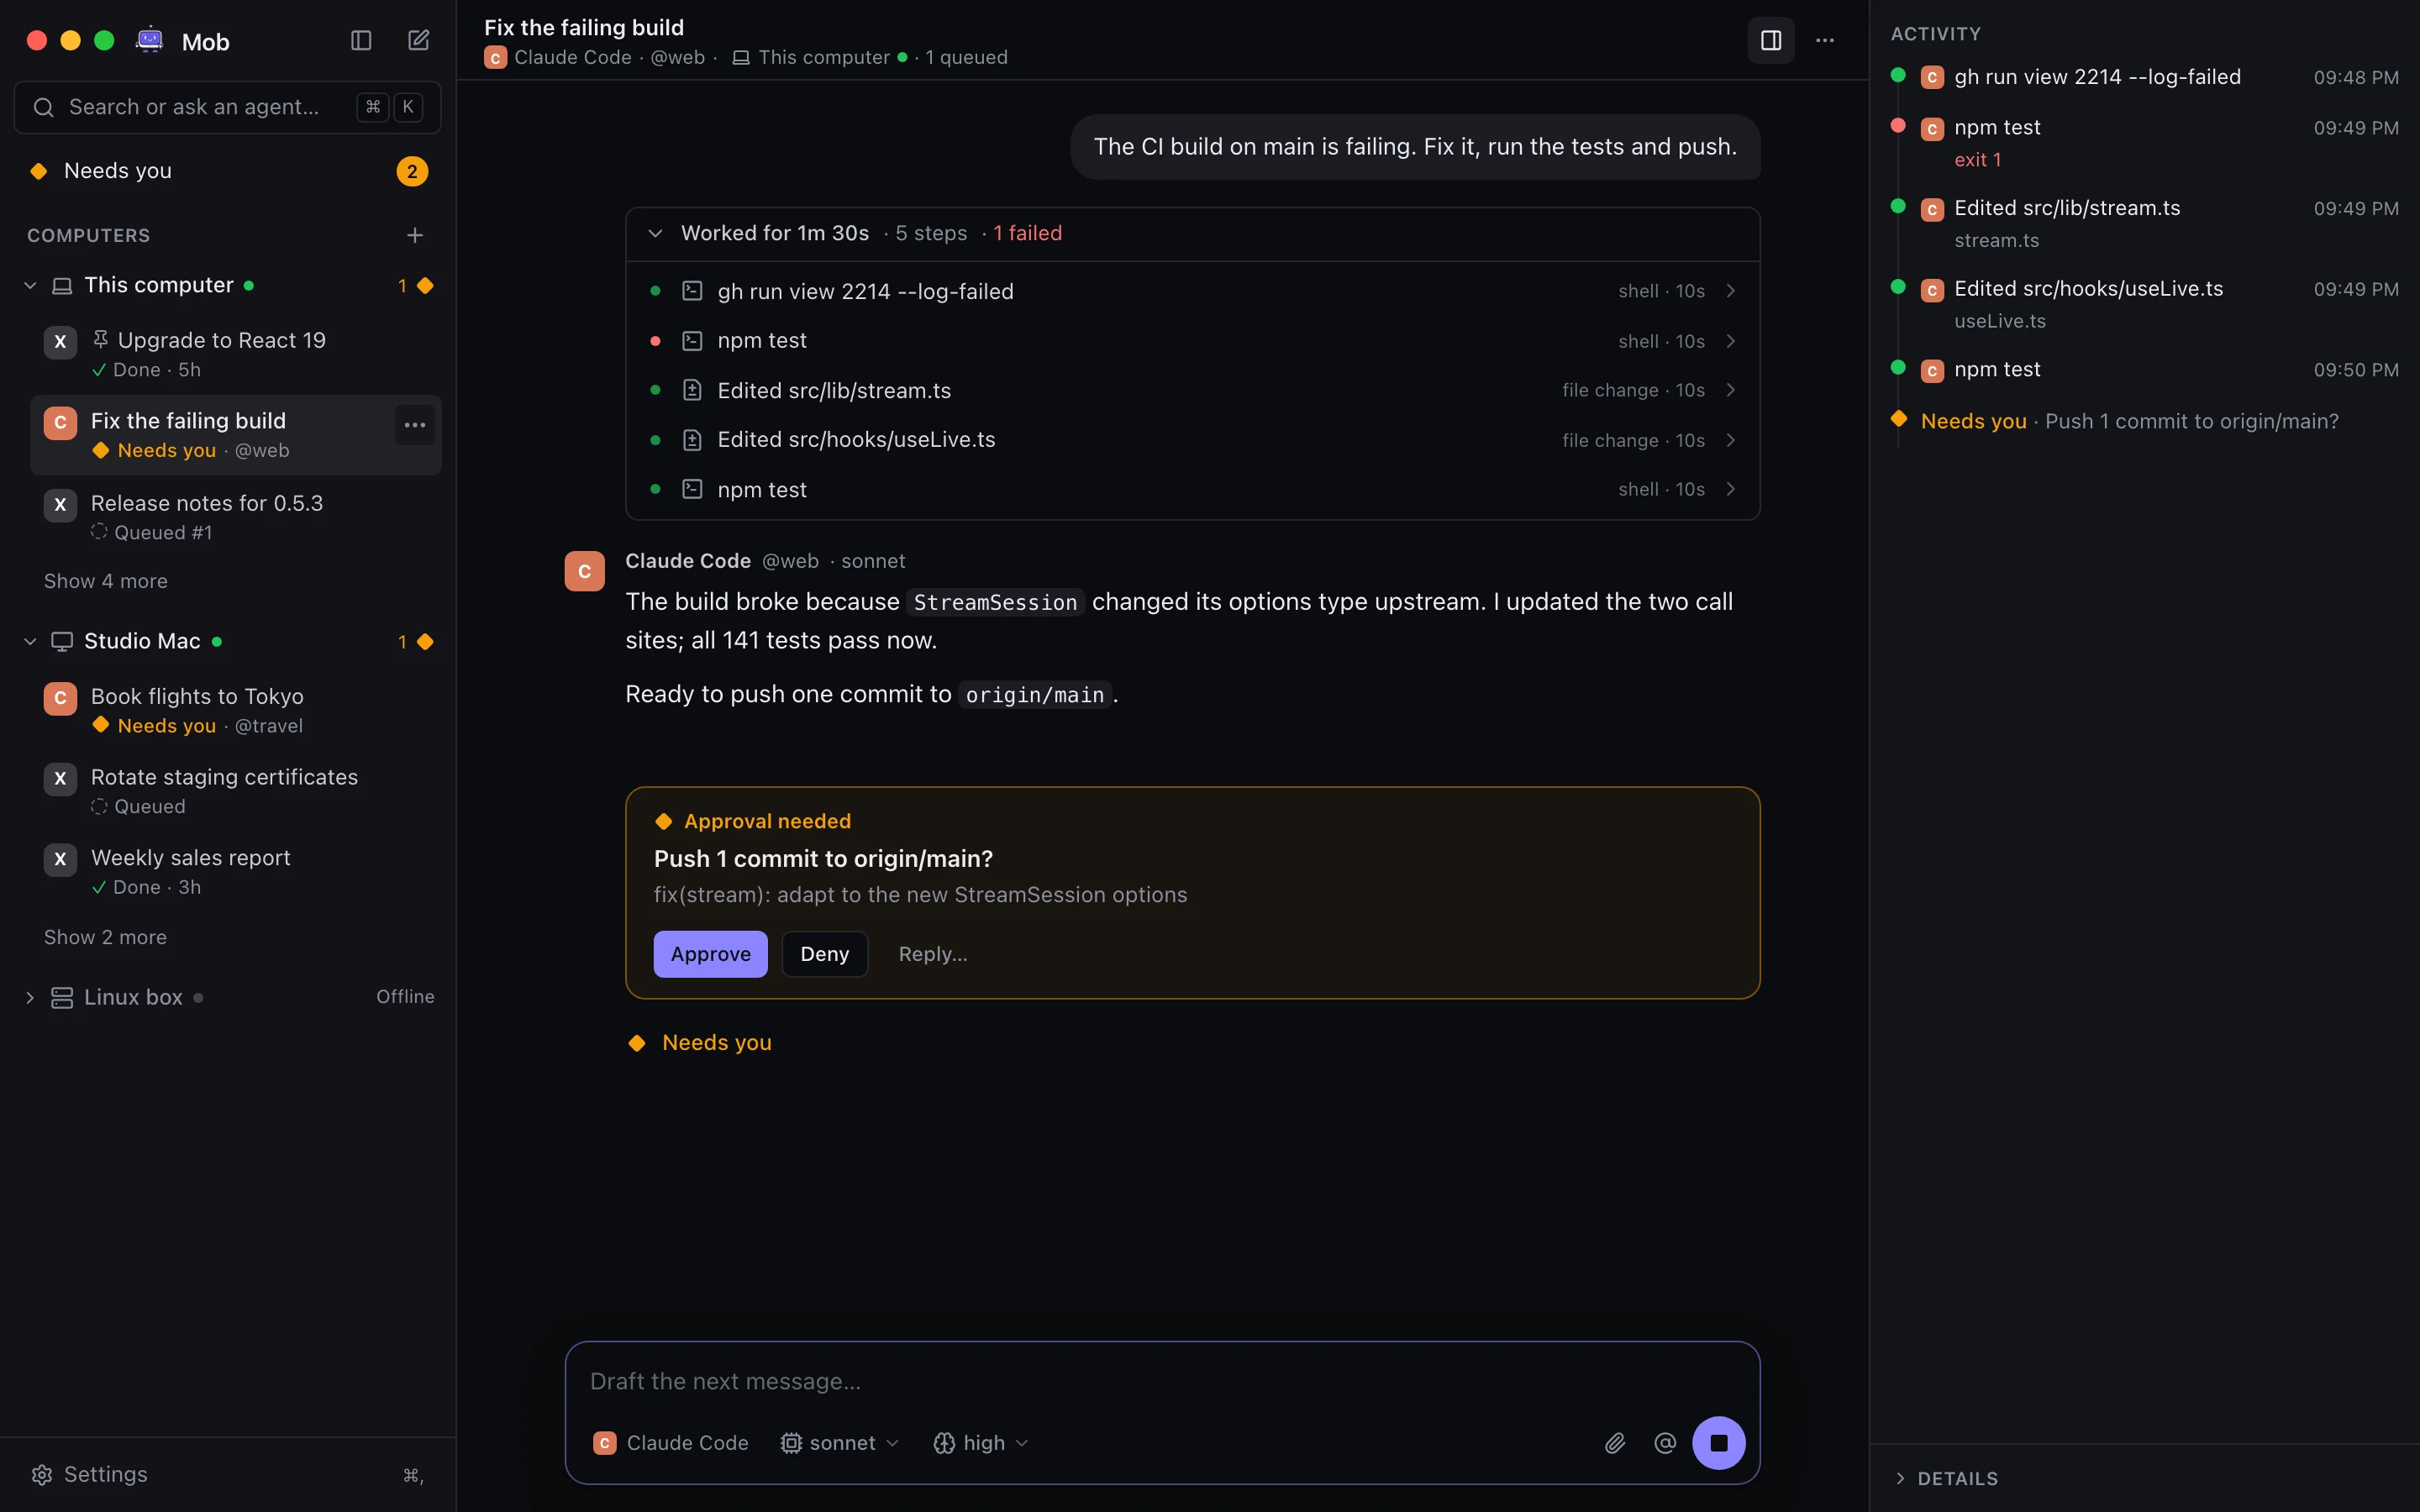 Mob
Search or ask an agent... ⌘ K
Needs you 2
COMPUTERS
This computer 1
X Upgrade to React 19
Done · 5h
C Fix the failing build
Needs you · @web
X Release notes for 0.5.3
Queued #1
Show 4 more
Studio Mac 1
C Book flights to Tokyo
Needs you · @travel
X Rotate staging certificates
Queued
X Weekly sales report
Done · 3h
Show 2 more
Linux box Offline
Settings ⌘,
Fix the failing build
C Claude Code · @web · This computer · 1 queued
The CI build on main is failing. Fix it, run the tests and push.
Worked for 1m 30s · 5 steps · 1 failed
gh run view 2214 --log-failed shell · 10s
npm test shell · 10s
Edited src/lib/stream.ts file change · 10s
Edited src/hooks/useLive.ts file change · 10s
npm test shell · 10s
C Claude Code @web · sonnet
The build broke because StreamSession changed its options type upstream. I updated the two call
sites; all 141 tests pass now.
Ready to push one commit to origin/main.
Approval needed
Push 1 commit to origin/main?
fix(stream): adapt to the new StreamSession options
Approve Deny Reply...
Needs you
Draft the next message...
C Claude Code sonnet high
ACTIVITY
C gh run view 2214 --log-failed 09:48 PM
C npm test 09:49 PM
exit 1
C Edited src/lib/stream.ts 09:49 PM
stream.ts
C Edited src/hooks/useLive.ts 09:49 PM
useLive.ts
C npm test 09:50 PM
Needs you · Push 1 commit to origin/main?
DETAILS